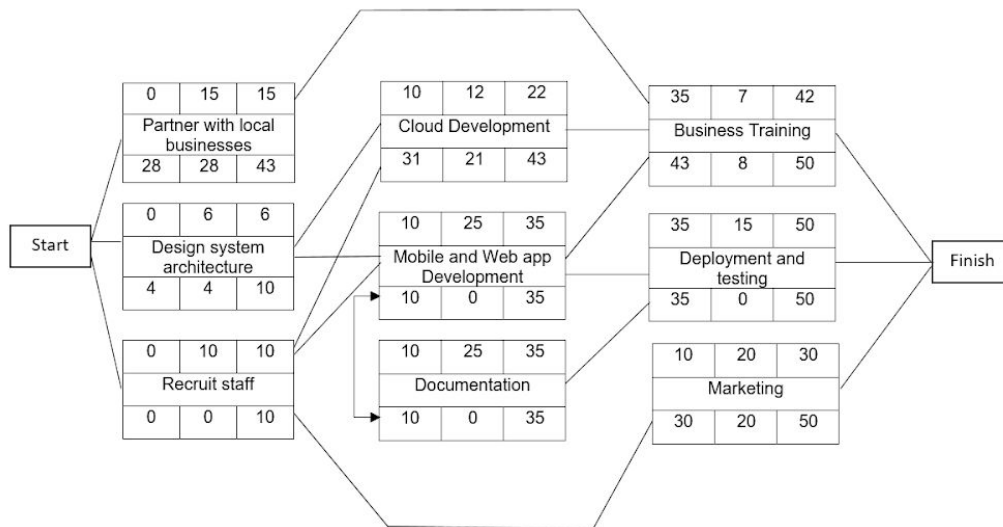 0 15 15
Partner with local
businesses
28 28 43
10 12 22
Cloud Development
31 21 43
35 7 42
Business Training
43 8 50
Start
0 6 6
Design system
architecture
4 4 10
10 25 35
Mobile and Web app
Development
10 0 35
35 15 50
Deployment and
testing
35 0 50
Finish
0 10 10
Recruit staff
0 0 10
10 25 35
Documentation
10 0 35
10 20 30
Marketing
30 20 50